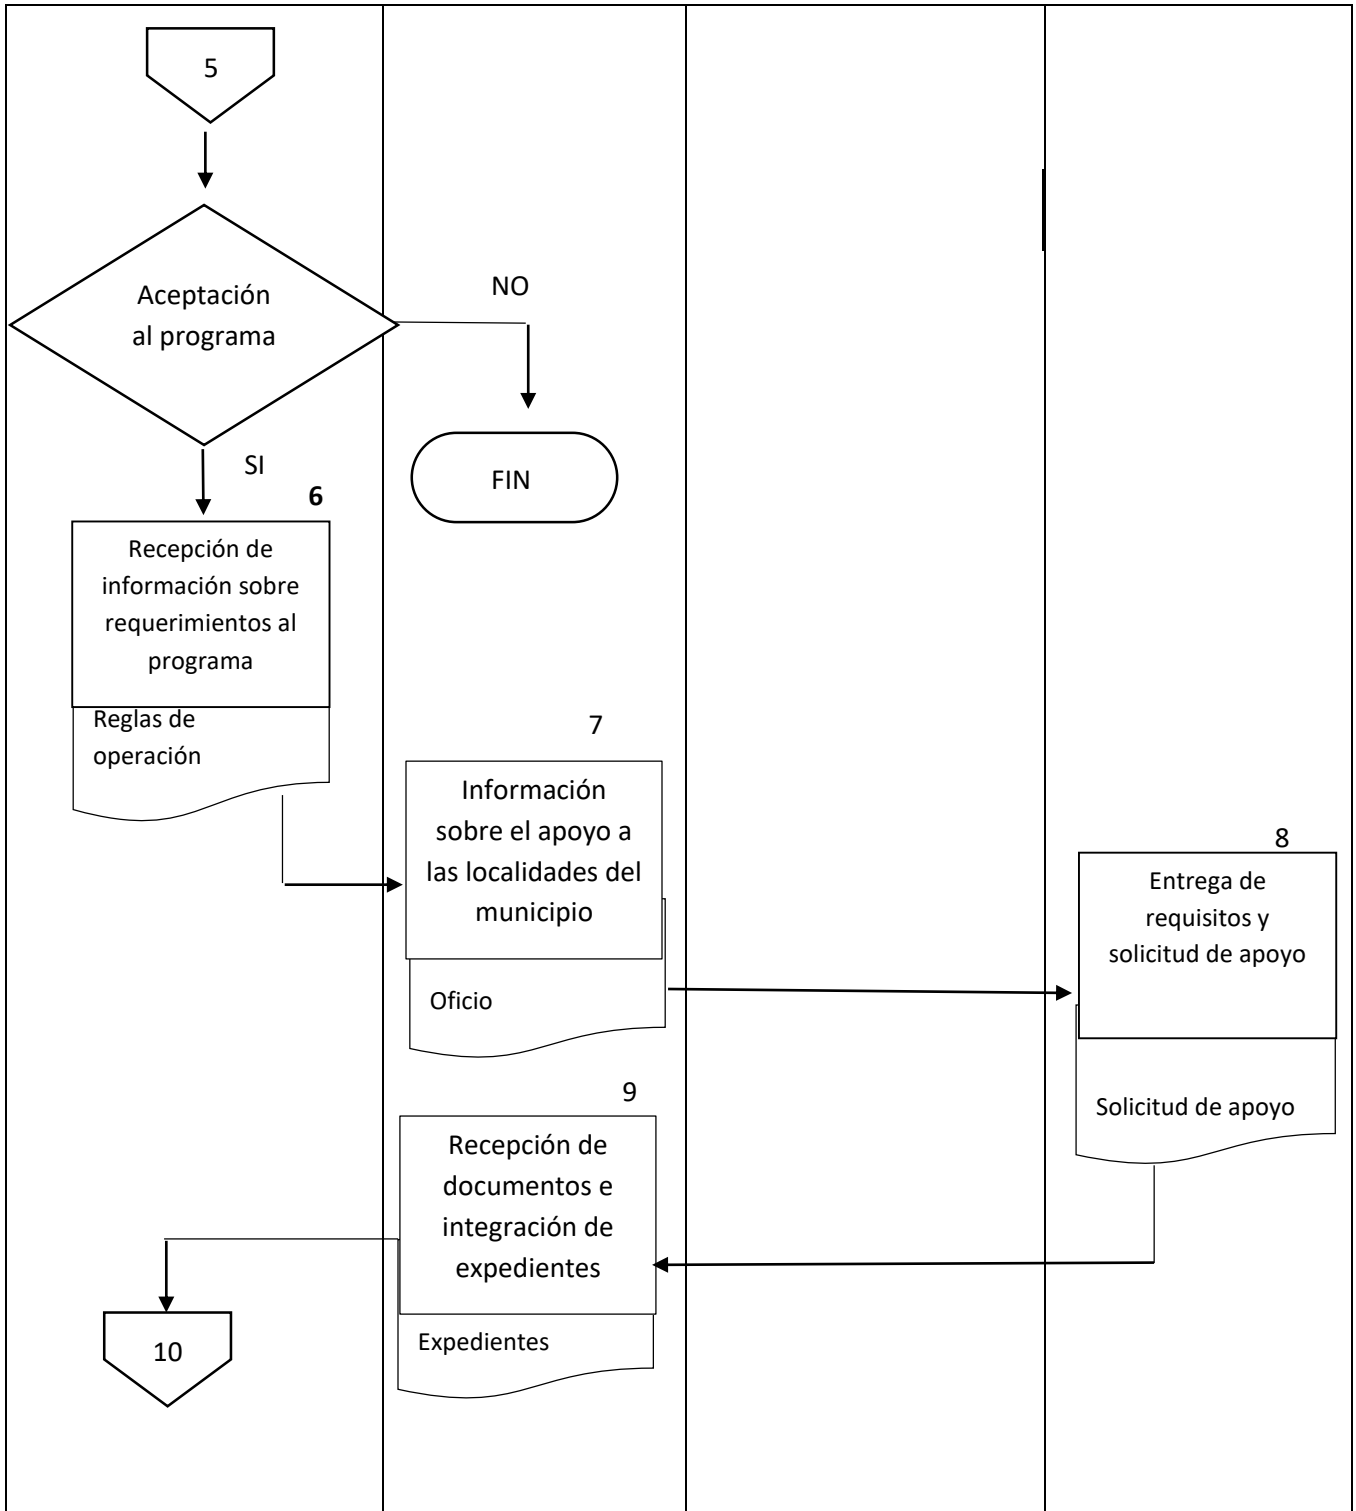 5
Aceptación
al programa
NO
FIN
SI
6
Recepción de
información sobre
requerimientos al
programa
Reglas de
operación
7
Información
sobre el apoyo a
las localidades del
municipio
Oficio
8
Entrega de
requisitos y
solicitud de apoyo
Solicitud de apoyo
9
Recepción de
documentos e
integración de
expedientes
Expedientes
10